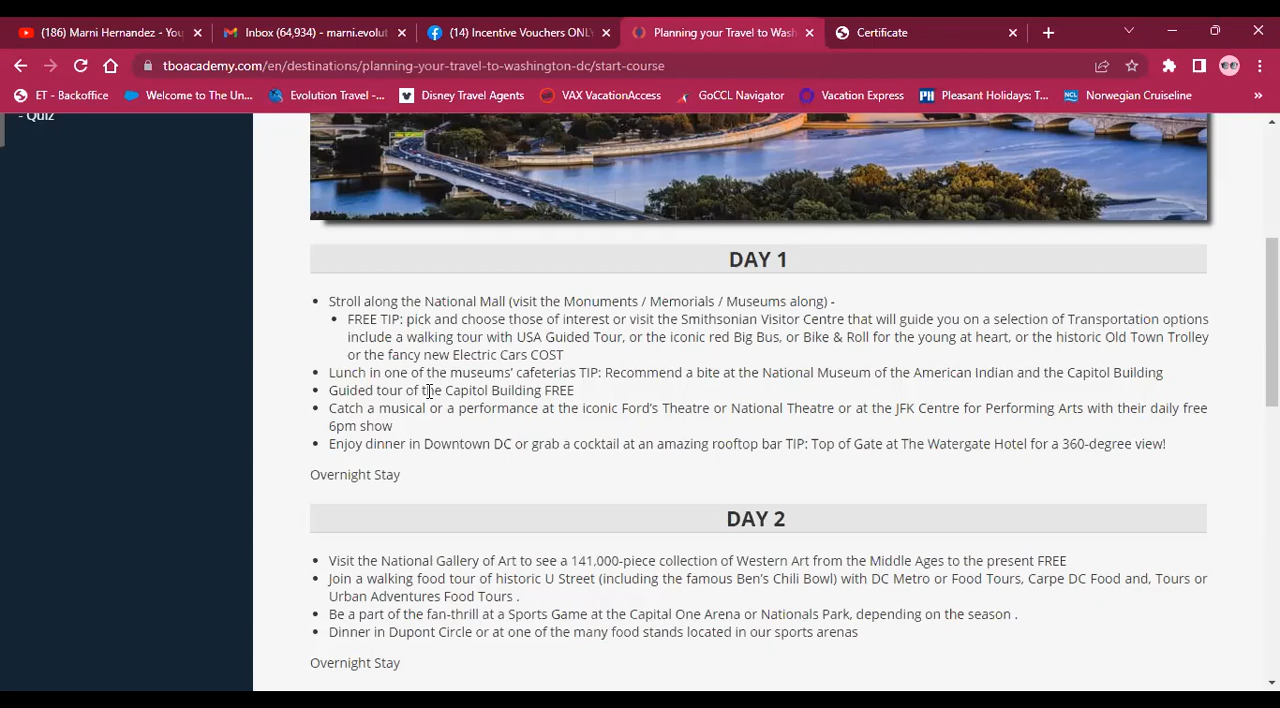 (186) Marni Hernandez - You
Inbox (64,934) - marni.evolut
(14) Incentive Vouchers ONLY
Planning your Travel to Wash
Certificate
tboacademy.com/en/destinations/planning-your-travel-to-washington-dc/start-course
ET - Backoffice
Welcome to The Un...
Evolution Travel -...
Disney Travel Agents
VAX VacationAccess
GoCCL Navigator
Vacation Express
PH Pleasant Holidays: T...
NCL Norwegian Cruiseline
»
- Quiz
DAY 1
• Stroll along the National Mall (visit the Monuments / Memorials / Museums along) -
• FREE TIP: pick and choose those of interest or visit the Smithsonian Visitor Centre that will guide you on a selection of Transportation options
include a walking tour with USA Guided Tour, or the iconic red Big Bus, or Bike & Roll for the young at heart, or the historic Old Town Trolley
or the fancy new Electric Cars COST
• Lunch in one of the museums’ cafeterias TIP: Recommend a bite at the National Museum of the American Indian and the Capitol Building
• Guided tour of the Capitol Building FREE
• Catch a musical or a performance at the iconic Ford’s Theatre or National Theatre or at the JFK Centre for Performing Arts with their daily free
6pm show
• Enjoy dinner in Downtown DC or grab a cocktail at an amazing rooftop bar TIP: Top of Gate at The Watergate Hotel for a 360-degree view!
Overnight Stay
DAY 2
• Visit the National Gallery of Art to see a 141,000-piece collection of Western Art from the Middle Ages to the present FREE
• Join a walking food tour of historic U Street (including the famous Ben’s Chili Bowl) with DC Metro or Food Tours, Carpe DC Food and, Tours or
Urban Adventures Food Tours .
• Be a part of the fan-thrill at a Sports Game at the Capital One Arena or Nationals Park, depending on the season .
• Dinner in Dupont Circle or at one of the many food stands located in our sports arenas
Overnight Stay